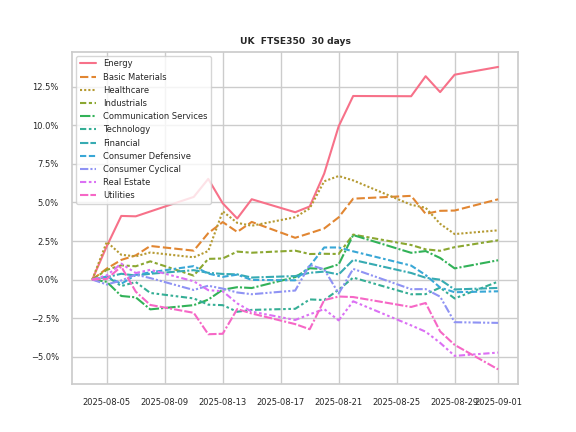 UK  FTSE350  30 days
Energy
Basic Materials
Healthcare
Industrials
Communication Services
Technology
Financial
Consumer Defensive
Consumer Cyclical
Real Estate
Utilities
12.5%
10.0%
7.5%
5.0%
2.5%
0.0%
−2.5%
−5.0%
2025-08-05 2025-08-09 2025-08-13 2025-08-17 2025-08-21 2025-08-25 2025-08-29 2025-09-01